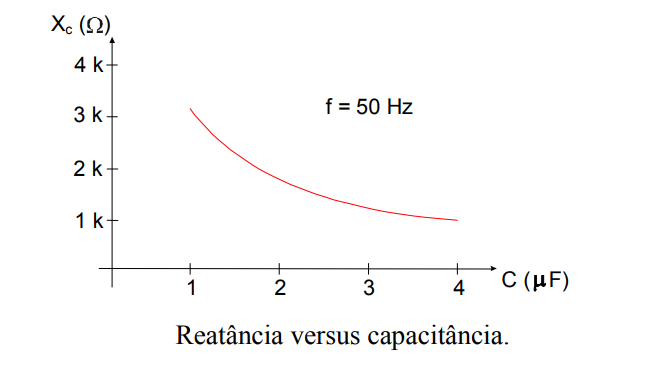 Xc (Ω)
4 k
f = 50 Hz
3 k
2 k
1 k
1 2 3 4 C (μF)
Reatância versus capacitância.